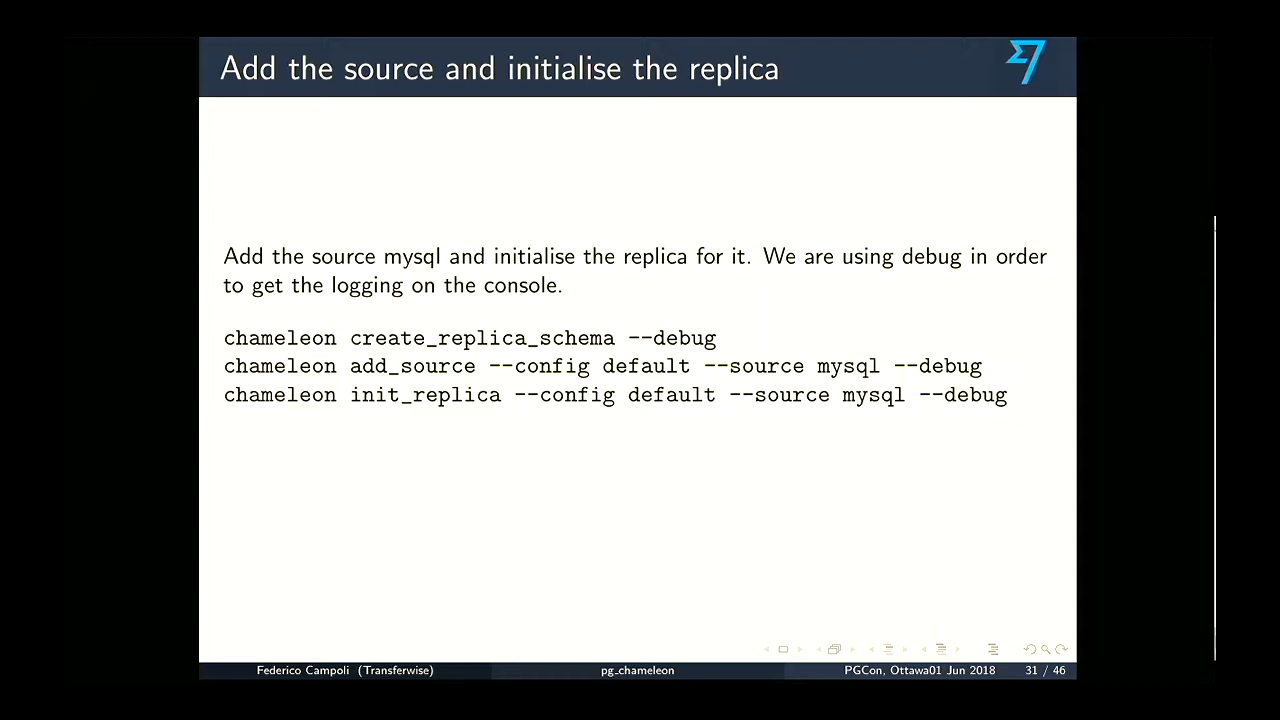 Add the source and initialise the replica
Add the source mysql and initialise the replica for it. We are using debug in order
to get the logging on the console.
chameleon create_replica_schema --debug
chameleon add_source --config default --source mysql --debug
chameleon init_replica --config default --source mysql --debug
Federico Campoli (Transferwise) pg_chameleon PGCon, Ottawa01 Jun 2018 31 / 46